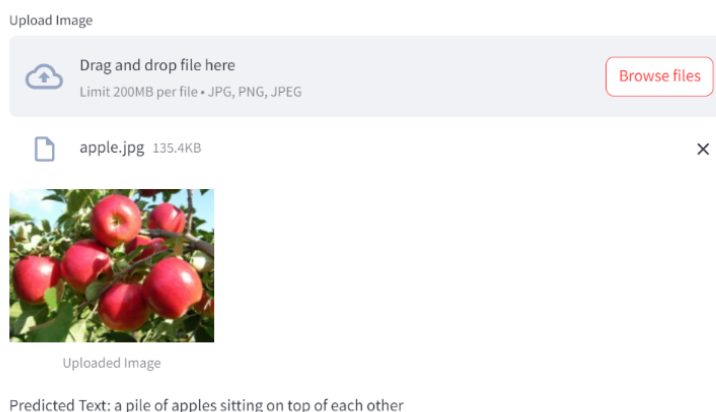 Upload Image
Drag and drop file here
Limit 200MB per file • JPG, PNG, JPEG
Browse files
apple.jpg 135.4KB
Uploaded Image
Predicted Text: a pile of apples sitting on top of each other